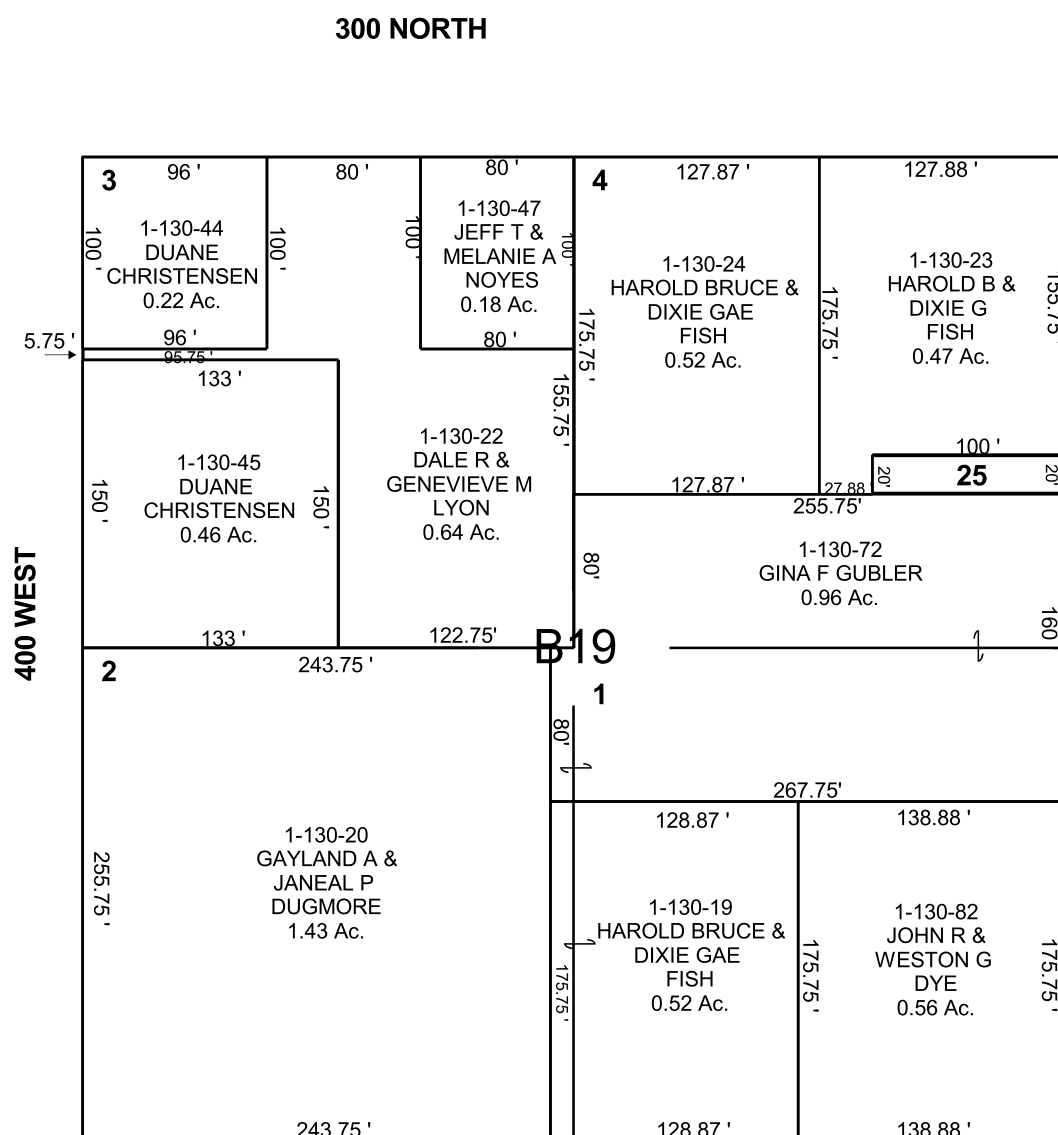 300 NORTH
96 '
80 '
80 '
127.87 '
127.88 '
3
4
1-130-44
DUANE
CHRISTENSEN
0.22 Ac.
100 '
100 '
100 '
1-130-47
JEFF T &
MELANIE A
NOYES
0.18 Ac.
100 '
1-130-24
HAROLD BRUCE &
DIXIE GAE
FISH
0.52 Ac.
175.75 '
175.75 '
1-130-23
HAROLD B &
DIXIE G
FISH
0.47 Ac.
155.75 '
5.75 '
96 '
95.75 '
133 '
80 '
155.75 '
1-130-45
DUANE
CHRISTENSEN
0.46 Ac.
150 '
150 '
1-130-22
DALE R &
GENEVIEVE M
LYON
0.64 Ac.
100 '
25
20'
20'
127.87 '
27.88
255.75'
1-130-72
GINA F GUBLER
0.96 Ac.
80'
160
400 WEST
133 '
122.75'
B19
243.75 '
2
1
80'
267.75'
128.87 '
138.88 '
1-130-20
GAYLAND A &
JANEAL P
DUGMORE
1.43 Ac.
255.75 '
1-130-19
HAROLD BRUCE &
DIXIE GAE
FISH
0.52 Ac.
175.75 '
175.75 '
1-130-82
JOHN R &
WESTON G
DYE
0.56 Ac.
175.75 '
243.75 '
128.87 '
138.88 '